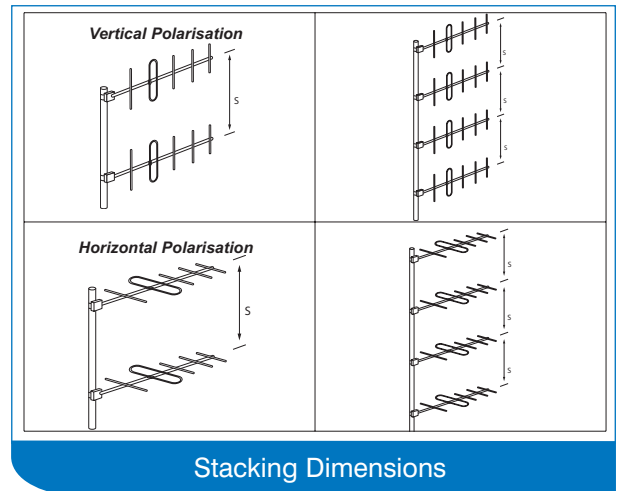 Vertical Polarisation
S
S
S
S
Horizontal Polarisation
S
S
S
S
Stacking Dimensions